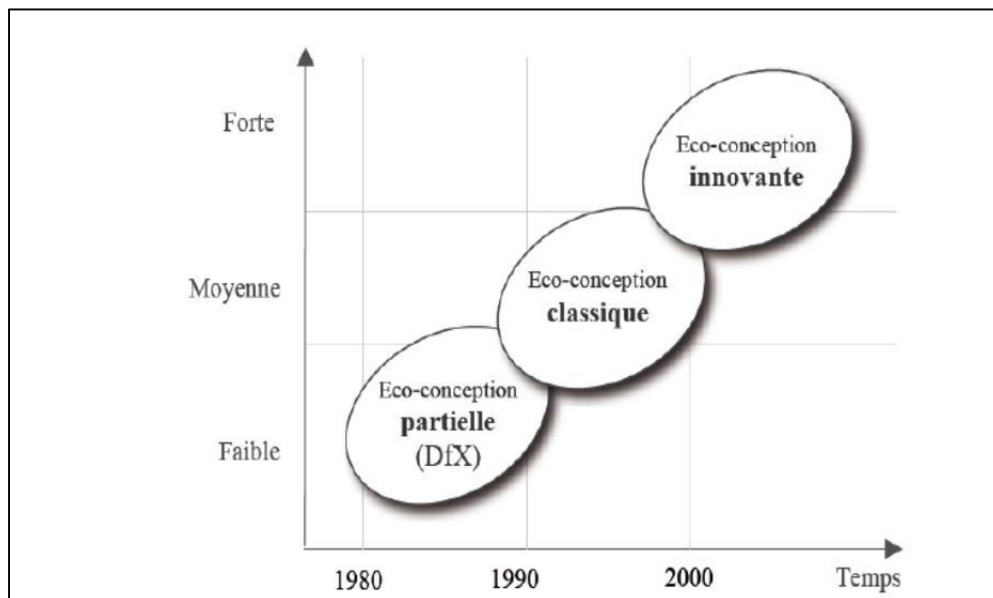 Forte
Eco-conception
innovante
Moyenne
Eco-conception
classique
Eco-conception
partielle
(DfX)
Faible
1980
1990
2000
Temps